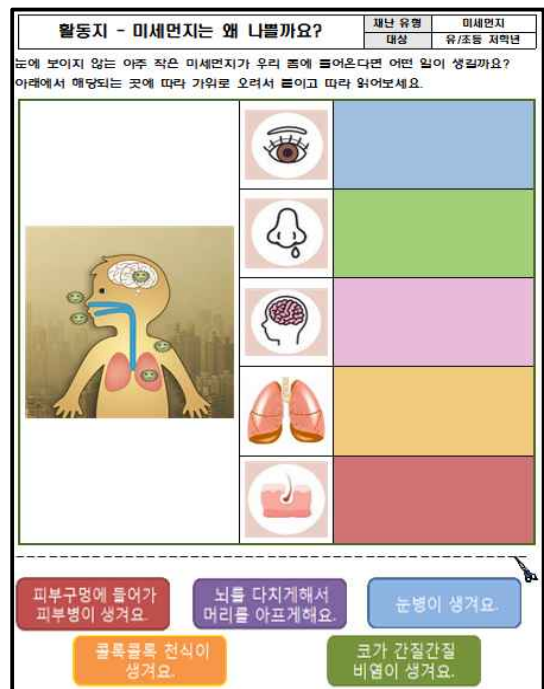 활동지 - 미세먼지는 왜 나쁠까요?
재난 유형
미세먼지
대상
유/초등 저학년
눈에 보이지 않는 아주 작은 미세먼지가 우리 몸에 들어온다면 어떤 일이 생길까요?
아래에서 해당되는 곳에 따라 가위로 오려서 붙이고 따라 읽어보세요.
피부구멍에 들어가
피부병이 생겨요.
뇌를 다치게해서
머리를 아프게해요.
눈병이 생겨요.
콜록콜록 천식이
생겨요.
코가 간질간질
비염이 생겨요.